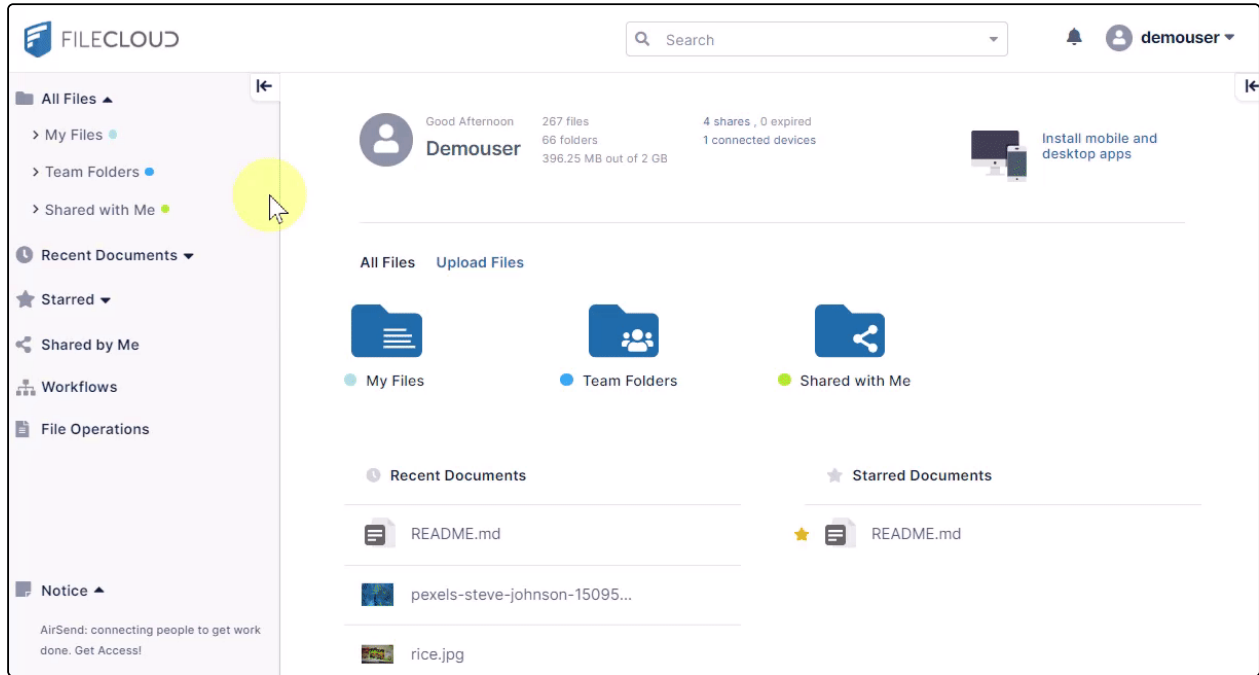 FILECLOUD
Search
demouser
All Files
My Files
Team Folders
Shared with Me
Recent Documents
Starred
Shared by Me
Workflows
File Operations
Notice
AirSend: connecting people to get work
done. Get Access!
Good Afternoon
Demouser
267 files
66 folders
396.25 MB out of 2 GB
4 shares , 0 expired
1 connected devices
Install mobile and
desktop apps
All Files Upload Files
My Files Team Folders Shared with Me
Recent Documents
README.md
pexels-steve-johnson-15095...
rice.jpg
Starred Documents
README.md